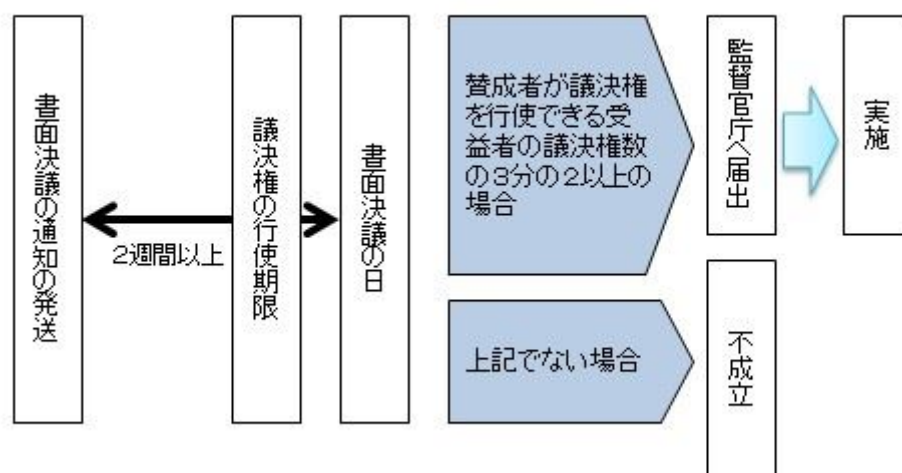 書面決議の通知の発送
2週間以上
議決権の行使期限
書面決議の日
賛成者が議決権
を行使できる受
益者の議決権数
の3分の2以上の
場合
監督官庁へ届出
実施
上記でない場合
不成立